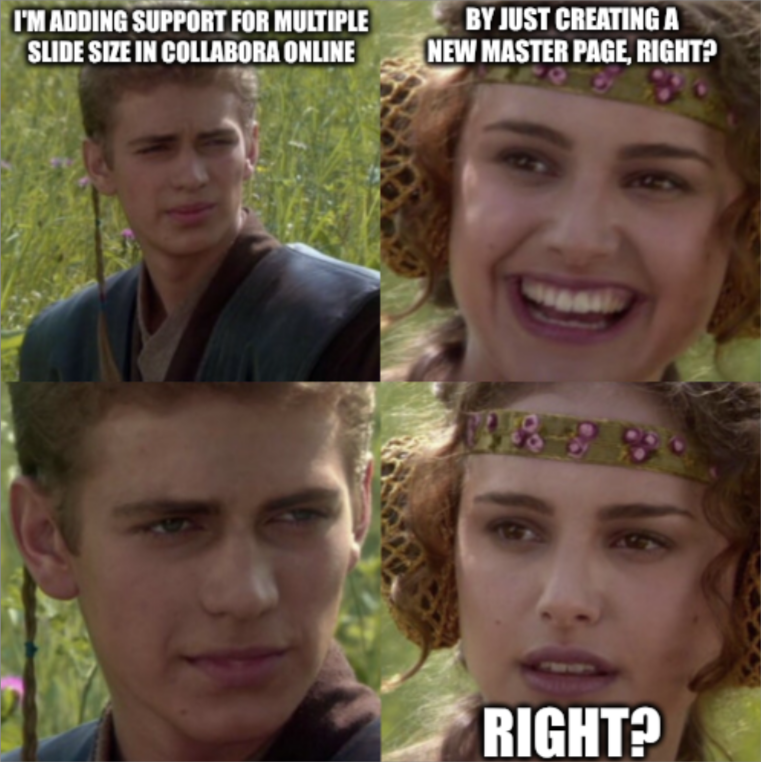 I'M ADDING SUPPORT FOR MULTIPLE
SLIDE SIZE IN COLLABORA ONLINE
BY JUST CREATING A
NEW MASTER PAGE, RIGHT?
RIGHT?